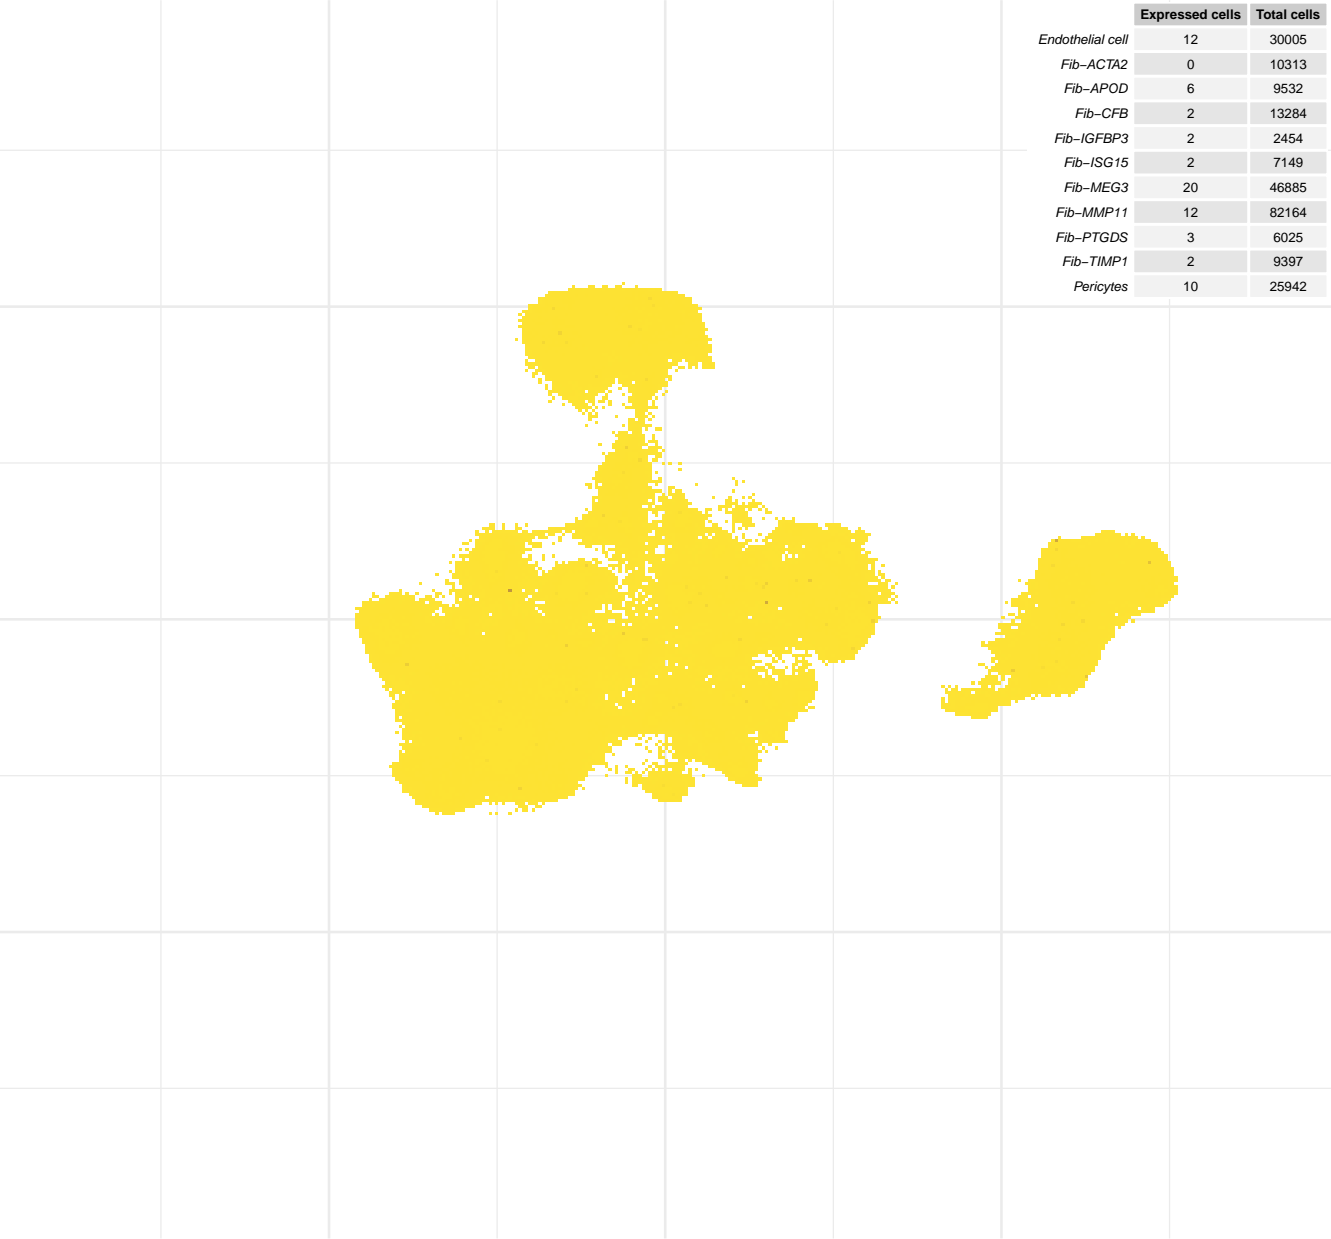 Expressed cells Total cells
Endothelial cell 12 30005
Fib−ACTA2 0 10313
Fib−APOD 6 9532
Fib−CFB 2 13284
Fib−IGFBP3 2 2454
Fib−ISG15 2 7149
Fib−MEG3 20 46885
Fib−MMP11 12 82164
Fib−PTGDS 3 6025
Fib−TIMP1 2 9397
Pericytes 10 25942